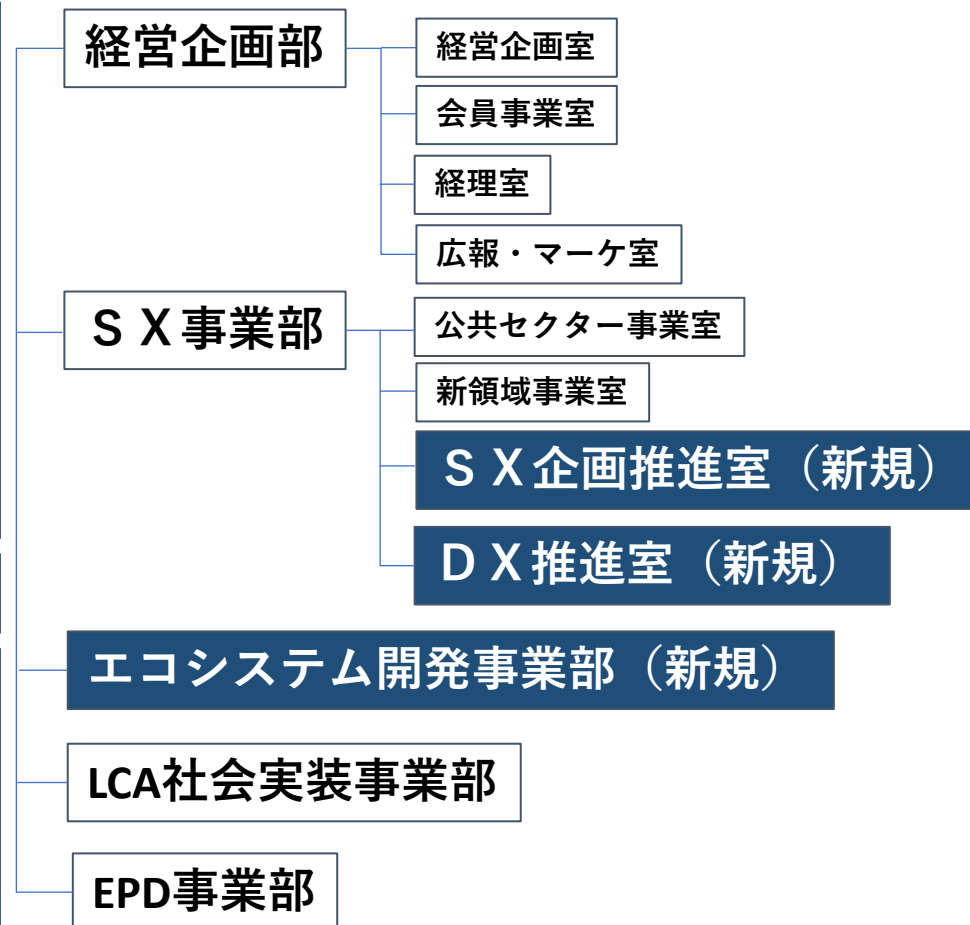 経営企画部
経営企画室
会員事業室
経理室
広報・マーケ室
ＳＸ事業部
公共セクター事業室
新領域事業室
ＳＸ企画推進室（新規）
ＤＸ推進室（新規）
エコシステム開発事業部（新規）
LCA社会実装事業部
EPD事業部